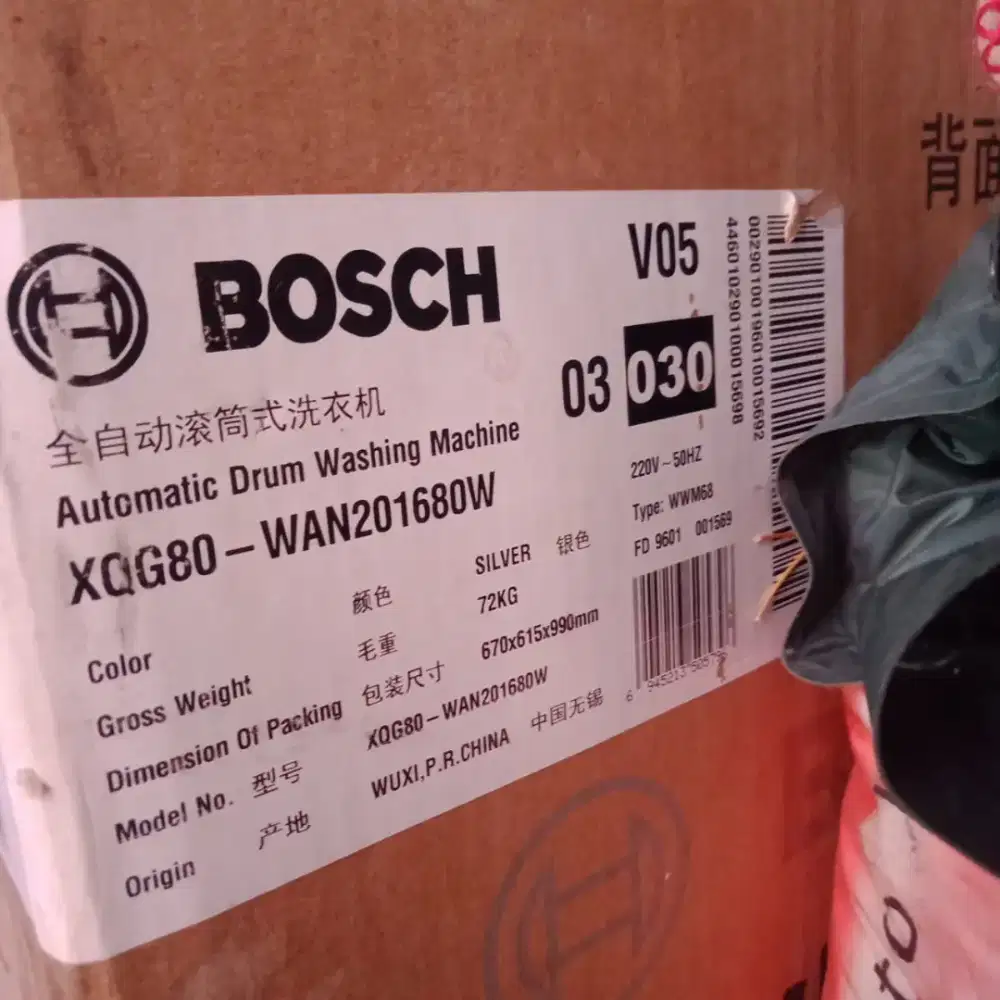 背面
BOSCH
V05
03 030
全自动滚筒式洗衣机
Automatic Drum Washing Machine
XQG80-WAN201680W
220V~50HZ
Type: WWM68
FD 9601 001569
Color 颜色 SILVER 银色
Gross Weight 毛重 72KG
Dimension Of Packing 包装尺寸 670x615x990mm
Model No. 型号 XQG80-WAN201680W
Origin 产地 WUXI,P.R.CHINA 中国无锡
446010290100015698